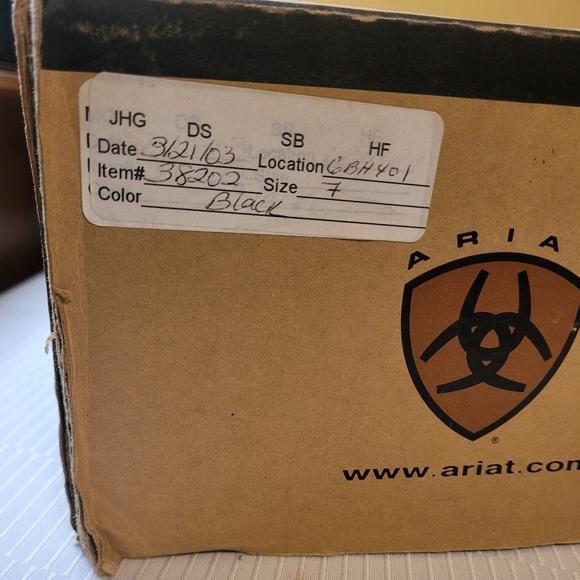 JHG DS SB HF
Date 3/21/03 Location GBH401
Item# 38202 Size 7
Color Black
ARIA
®
www.ariat.com